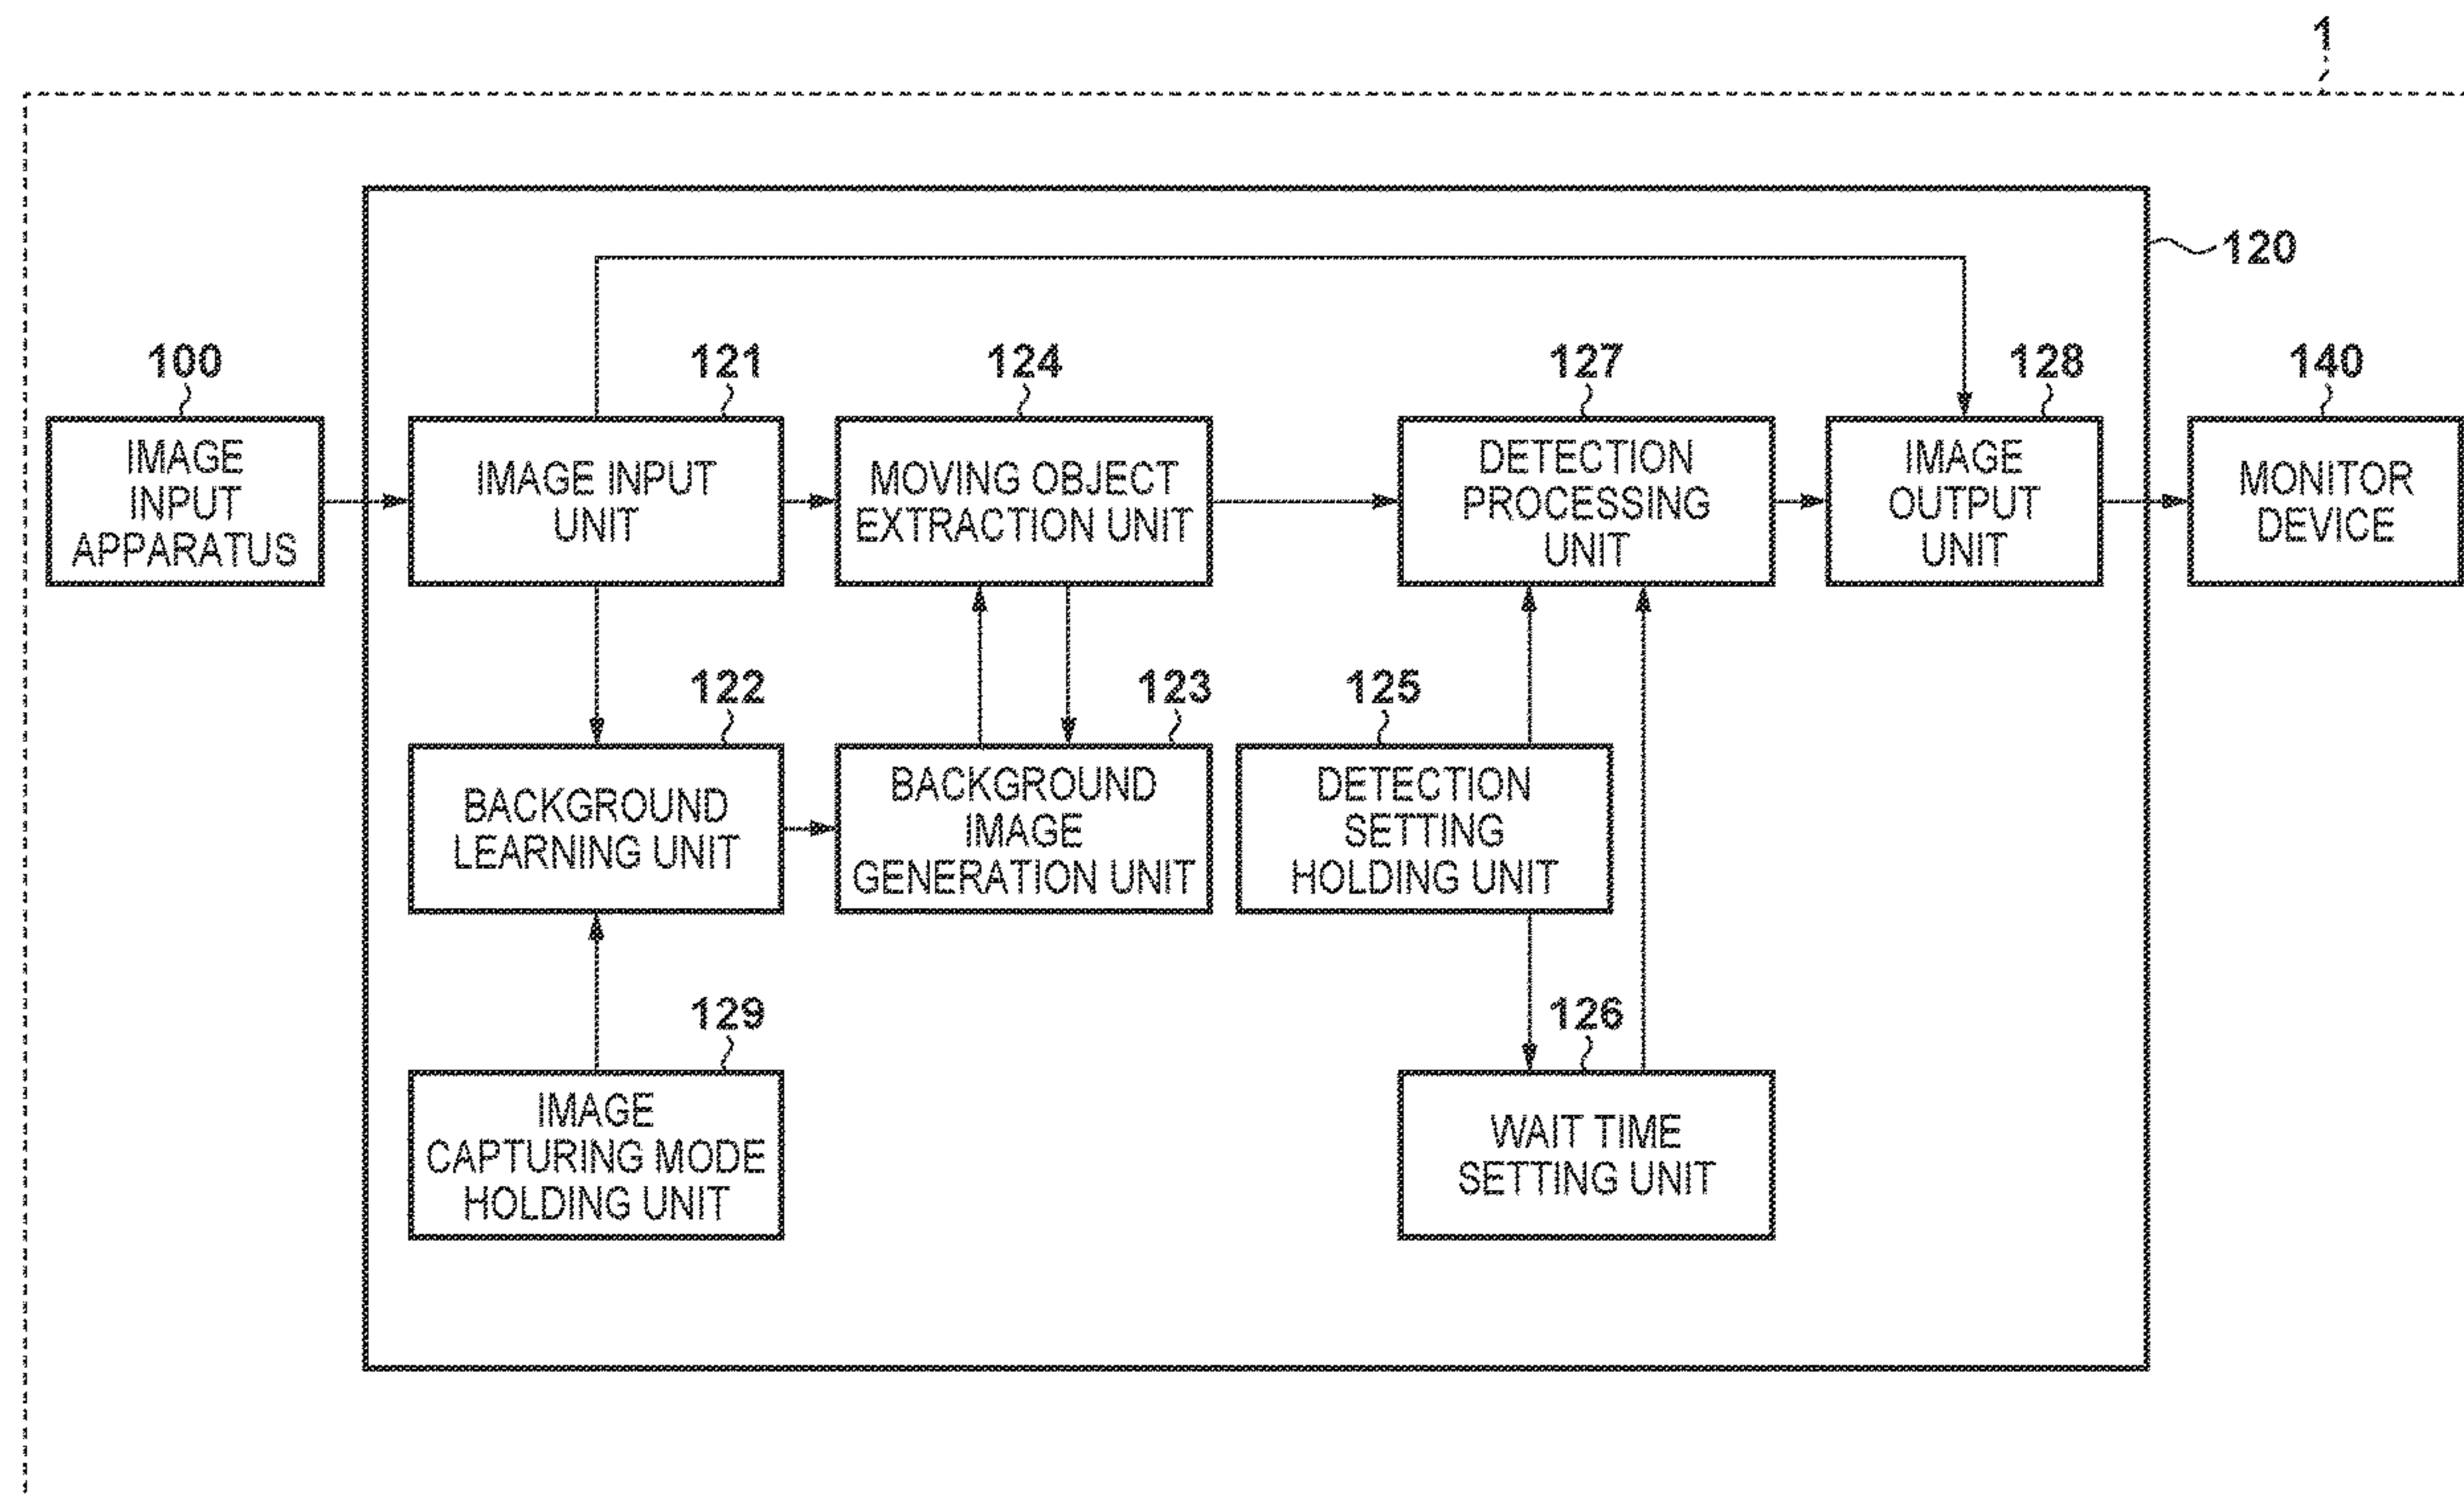 1
120
100
IMAGE
INPUT
APPARATUS
121
IMAGE INPUT
UNIT
124
MOVING OBJECT
EXTRACTION UNIT
127
DETECTION
PROCESSING
UNIT
128
IMAGE
OUTPUT
UNIT
140
MONITOR
DEVICE
122
BACKGROUND
LEARNING UNIT
123
BACKGROUND
IMAGE
GENERATION UNIT
125
DETECTION
SETTING
HOLDING UNIT
129
IMAGE
CAPTURING MODE
HOLDING UNIT
126
WAIT TIME
SETTING UNIT